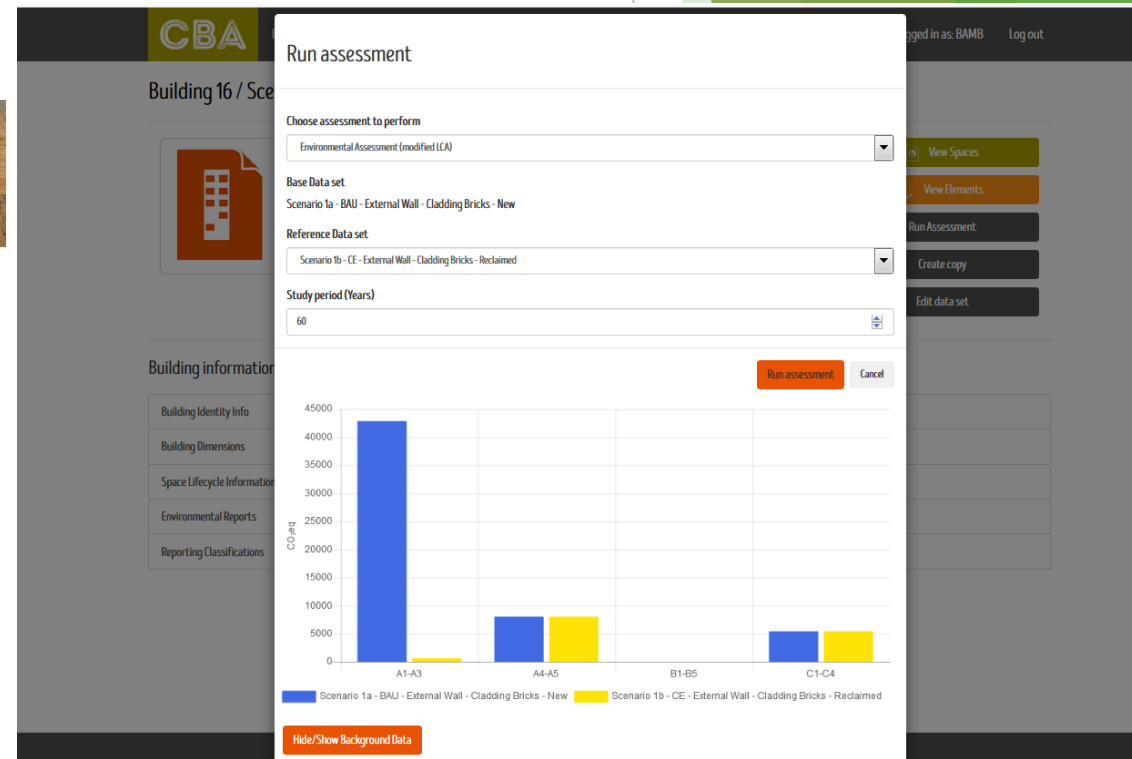 CBA
gged in as: BAMB Log out
Run assessment
Building 16 / Sce
Choose assessment to perform
Environmental Assessment (modified LCA)
View Spaces
Base Data set
View Elements
Scenario 1a - BAU - External Wall - Cladding Bricks - New
Run Assessment
Reference Data set
Scenario 1b - CE - External Wall - Cladding Bricks - Reclaimed
Create copy
Study period (Years)
Edit data set
60
Building information
Run assessment Cancel
Building Identity Info
Building Dimensions
Space Lifecycle Information
Environmental Reports
Reporting Classifications
45000
40000
35000
30000
25000
20000
15000
10000
5000
0
CO2eq
A1-A3 A4-A5 B1-B5 C1-C4
Scenario 1a - BAU - External Wall - Cladding Bricks - New Scenario 1b - CE - External Wall - Cladding Bricks - Reclaimed
Hide/Show Background Data